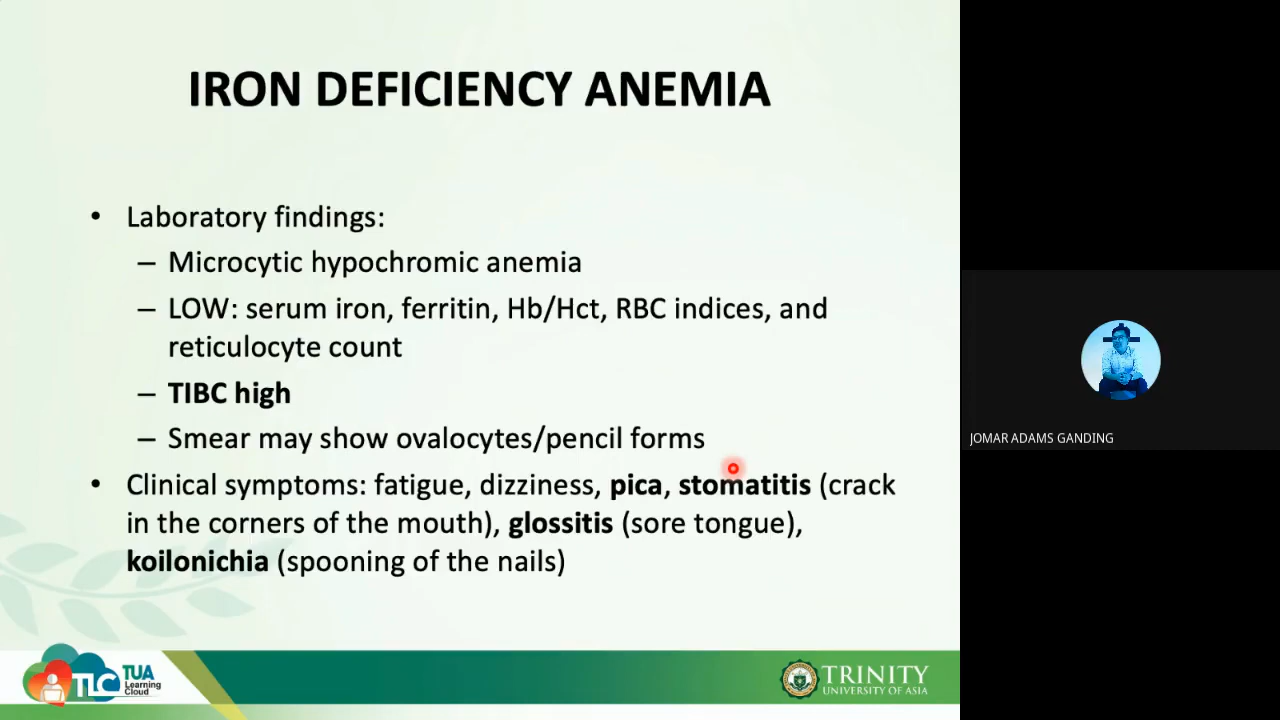 IRON DEFICIENCY ANEMIA
• Laboratory findings:
– Microcytic hypochromic anemia
– LOW: serum iron, ferritin, Hb/Hct, RBC indices, and
reticulocyte count
– TIBC high
– Smear may show ovalocytes/pencil forms
• Clinical symptoms: fatigue, dizziness, pica, stomatitis (crack
in the corners of the mouth), glossitis (sore tongue),
koilonichia (spooning of the nails)
JOMAR ADAMS GANDING
TLC TUA
Learning
Cloud
TRINITY
UNIVERSITY OF ASIA